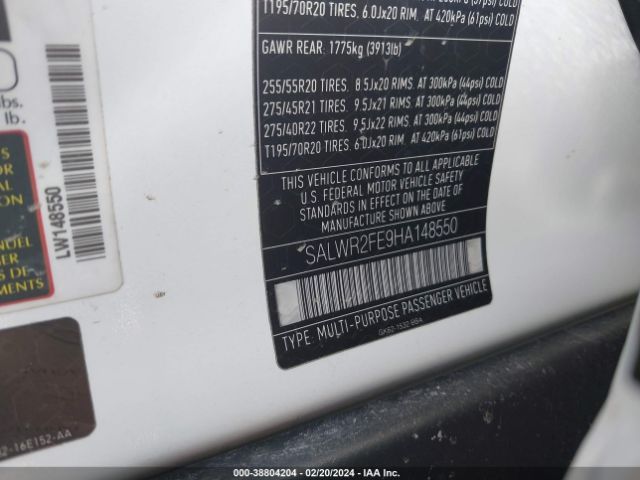 T195/70R20 TIRES. 6.0Jx20 RIM. AT 420kPa (61psi) COLD
GAWR REAR: 1775kg (3913lb)
255/55R20 TIRES. 8.5Jx20 RIMS. AT 300kPa (44psi) COLD
275/45R21 TIRES. 9.5Jx21 RIMS. AT 300kPa (44psi) COLD
275/40R22 TIRES. 9.5Jx22 RIMS. AT 300kPa (44psi) COLD
T195/70R20 TIRES. 6.0Jx20 RIM. AT 420kPa (61psi) COLD
THIS VEHICLE CONFORMS TO ALL APPLICABLE
U.S. FEDERAL MOTOR VEHICLE SAFETY
STANDARDS IN EFFECT ON THE DATE OF
MANUFACTURE SHOWN ABOVE.
SALWR2FE9HA148550
TYPE: MULTI-PURPOSE PASSENGER VEHICLE
lbs.
lb.
LW148550
-16E152-AA
000-38804204 - 02/20/2024 - IAA Inc.